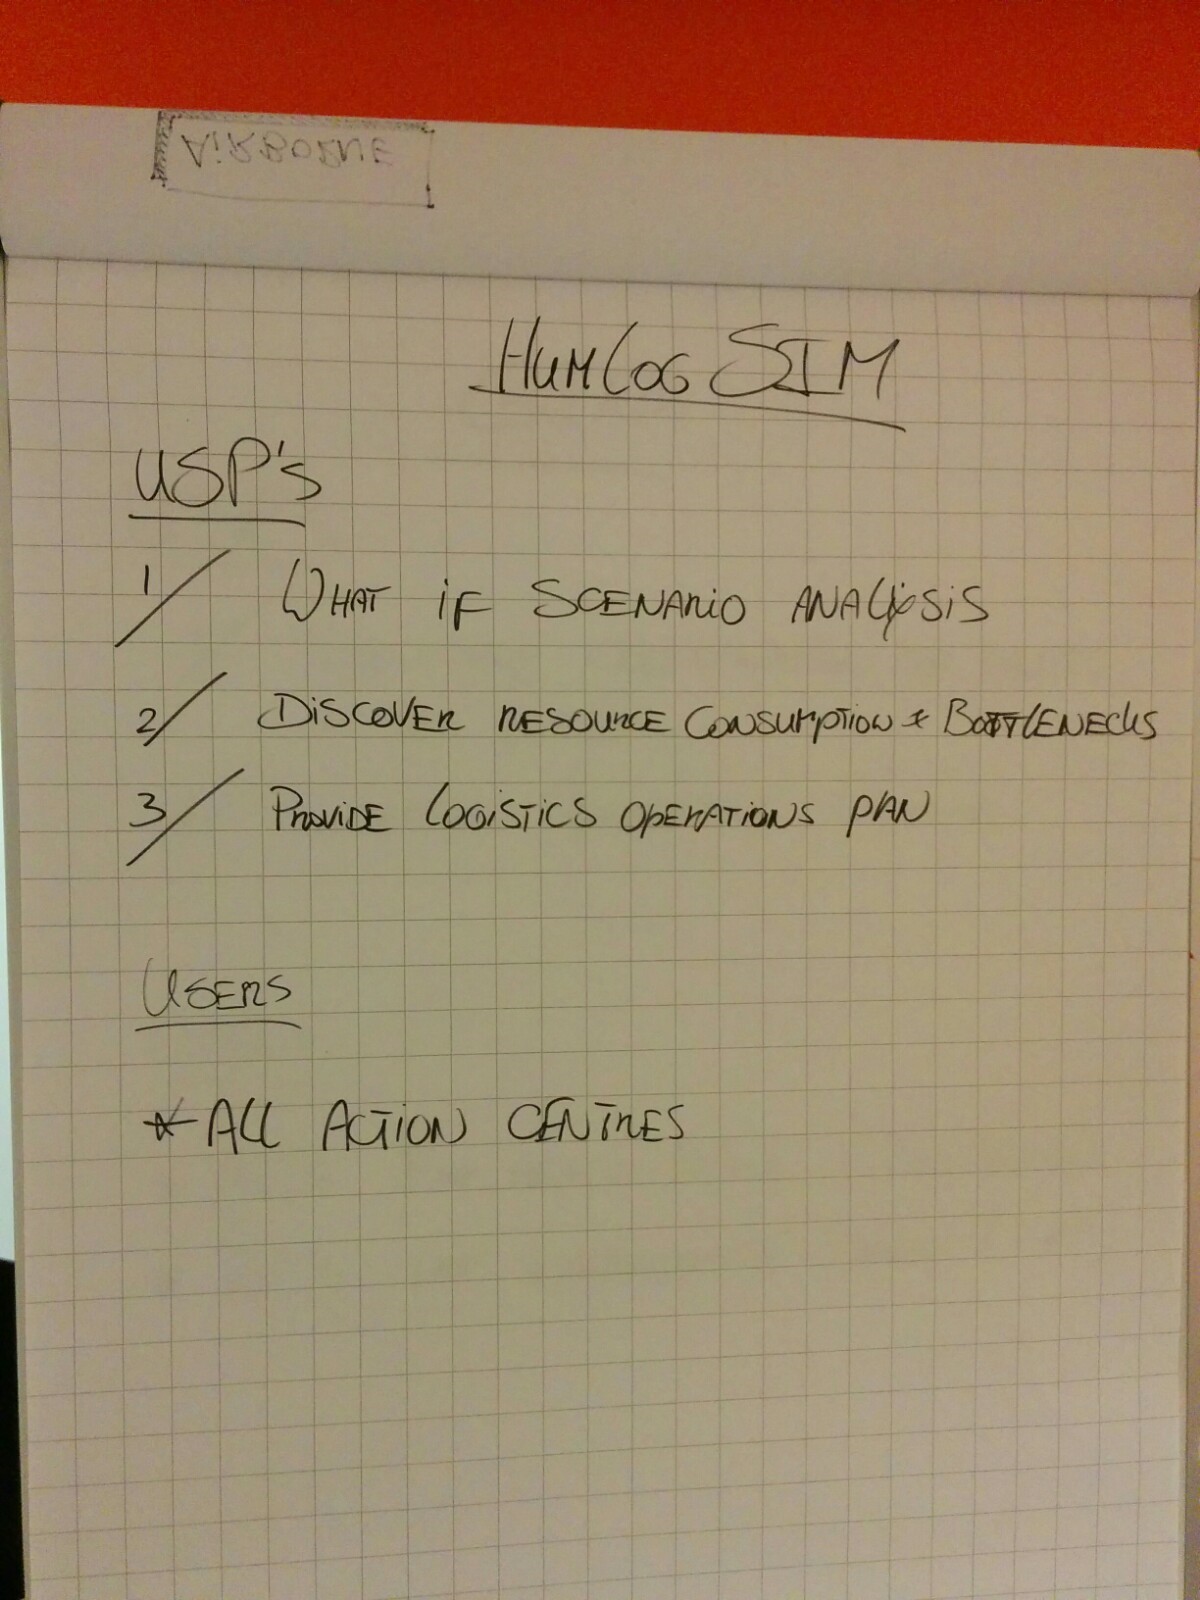 AIRBORNE
HUMLOG SIM
USP's
1/ WHAT iF SCENARiO ANALYSiS
2/ DiSCOVER RESOURCE CONSUMPTiON & BOTTLENECKS
3/ PROViDE LOGiSTiCS OPERATiONS PLAN
USERS
* ALL ACTiON CENTRES